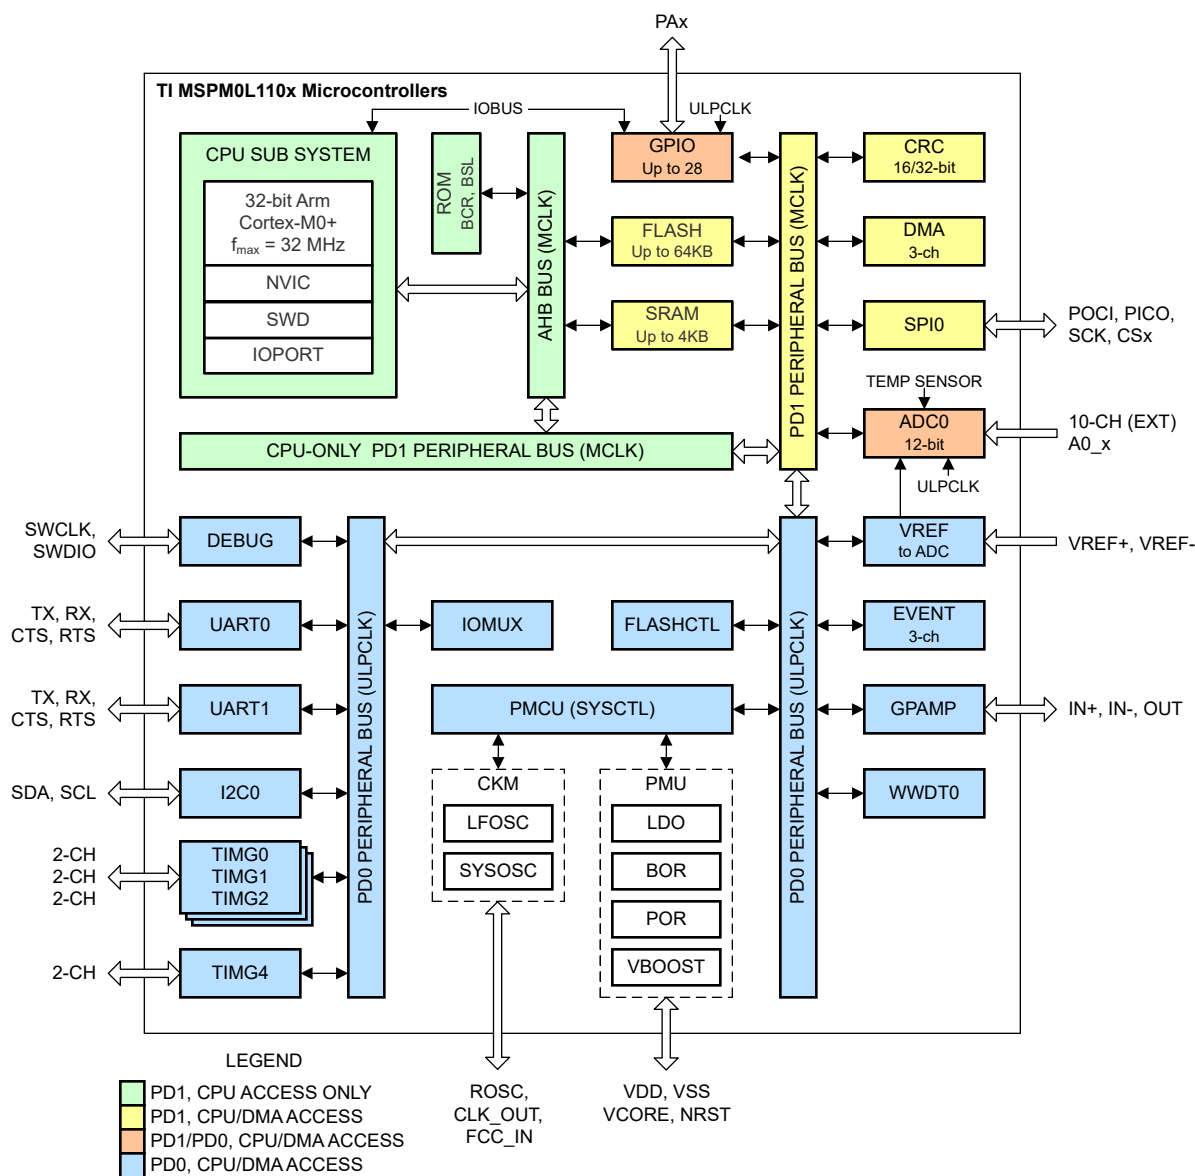 PAx
TI MSPM0L110x Microcontrollers
IOBUS
ULPCLK
CPU SUB SYSTEM
32-bit Arm
Cortex-M0+
fmax = 32 MHz
NVIC
SWD
IOPORT
ROM
BCR, BSL
AHB BUS (MCLK)
GPIO
Up to 28
FLASH
Up to 64KB
SRAM
Up to 4KB
PD1 PERIPHERAL BUS (MCLK)
CRC
16/32-bit
DMA
3-ch
SPI0
POCI, PICO,
SCK, CSx
TEMP SENSOR
ADC0
12-bit
10-CH (EXT)
A0_x
ULPCLK
CPU-ONLY PD1 PERIPHERAL BUS (MCLK)
SWCLK,
SWDIO
DEBUG
VREF
to ADC
VREF+, VREF-
TX, RX,
CTS, RTS
UART0
PD0 PERIPHERAL BUS (ULPCLK)
IOMUX
FLASHCTL
PD0 PERIPHERAL BUS (ULPCLK)
EVENT
3-ch
TX, RX,
CTS, RTS
UART1
PMCU (SYSCTL)
GPAMP
IN+, IN-, OUT
SDA, SCL
I2C0
CKM
LFOSC
SYSOSC
PMU
LDO
BOR
POR
VBOOST
WWDT0
2-CH
2-CH
2-CH
TIMG0
TIMG1
TIMG2
2-CH
TIMG4
LEGEND
PD1, CPU ACCESS ONLY
PD1, CPU/DMA ACCESS
PD1/PD0, CPU/DMA ACCESS
PD0, CPU/DMA ACCESS
ROSC,
CLK_OUT,
FCC_IN
VDD, VSS
VCORE, NRST